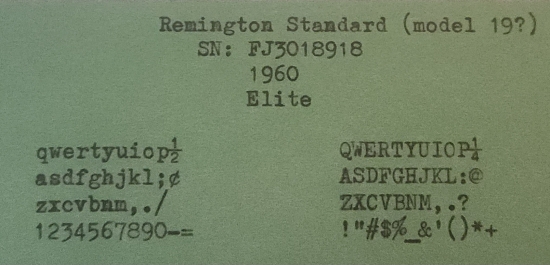 Remington Standard (model 19?)
SN: FJ3018918
1960
Elite
qwertyuiop½ QWERTYUIOP¼
asdfghjkl;¢ ASDFGHJKL:@
zxcvbnm,./ ZXCVBNM,.?
1234567890-= !"#$%_&'()*+